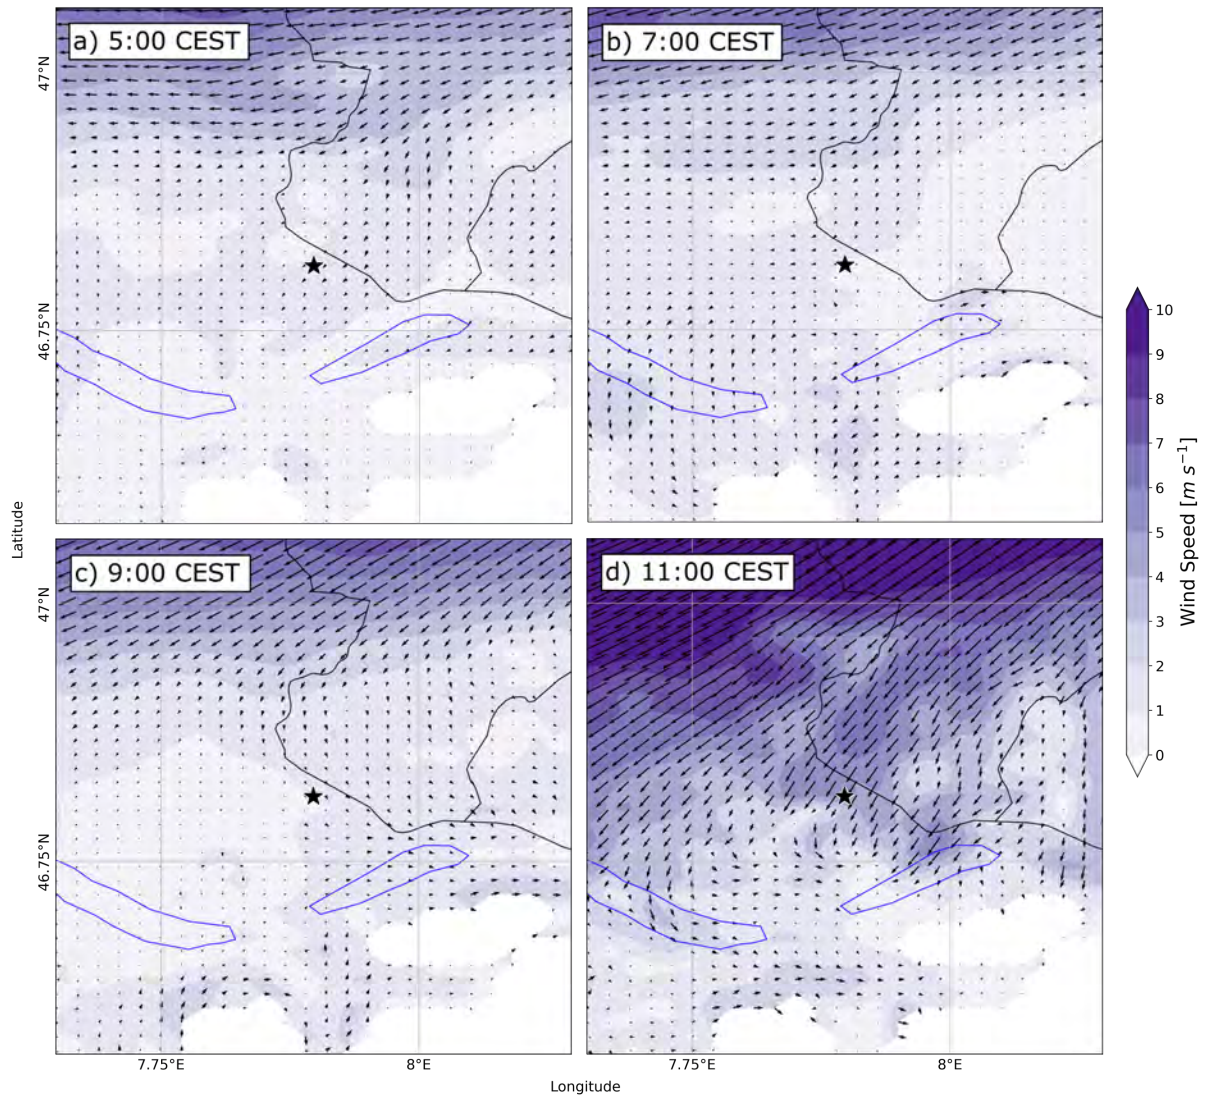 a) 5:00 CEST
b) 7:00 CEST
47°N
46.75°N
c) 9:00 CEST
d) 11:00 CEST
47°N
46.75°N
7.75°E
8°E
7.75°E
8°E
Latitude
Longitude
10
9
8
7
6
5
4
3
2
1
0
Wind Speed [m s⁻¹]